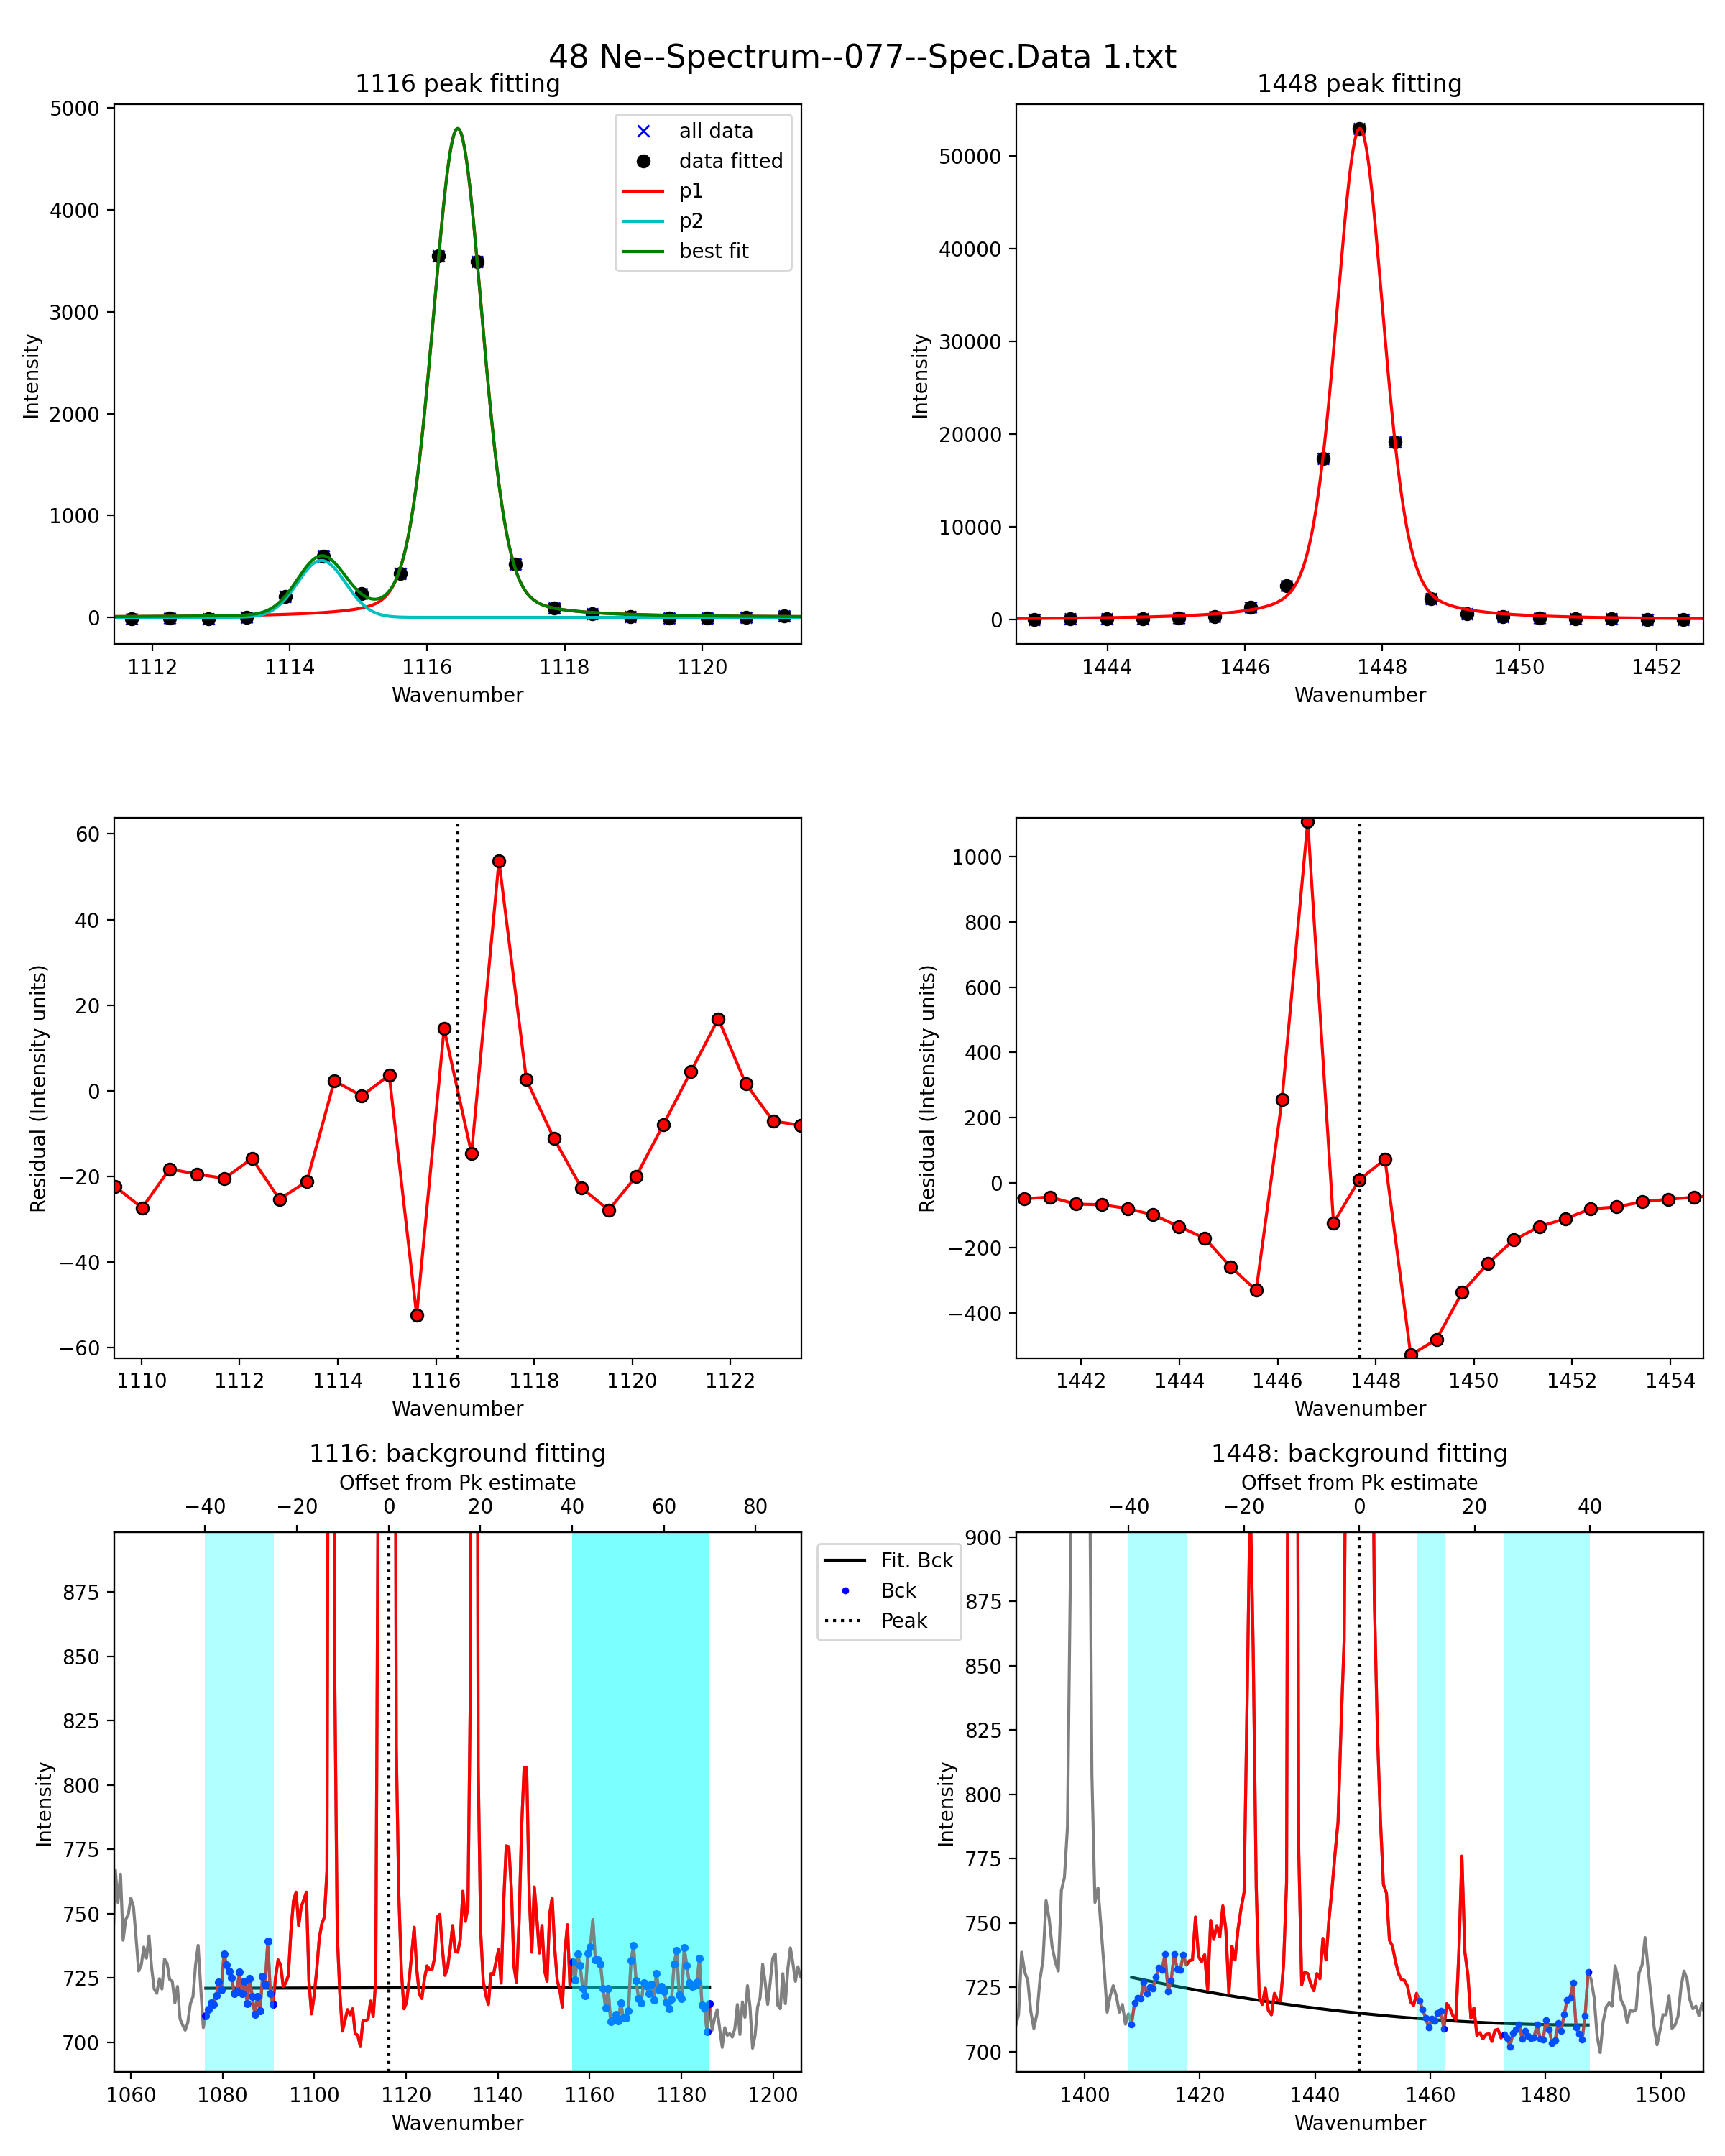 48 Ne--Spectrum--077--Spec.Data 1.txt
1116 peak fitting
5000
4000
3000
2000
1000
0
Intensity
all data
data fitted
p1
p2
best fit
1112 1114 1116 1118 1120
Wavenumber
1448 peak fitting
50000
40000
30000
20000
10000
0
Intensity
1444 1446 1448 1450 1452
Wavenumber
60
40
20
0
−20
−40
−60
Residual (Intensity units)
1110 1112 1114 1116 1118 1120 1122
Wavenumber
1000
800
600
400
200
0
−200
−400
Residual (Intensity units)
1442 1444 1446 1448 1450 1452 1454
Wavenumber
1116: background fitting
Offset from Pk estimate
−40 −20 0 20 40 60 80
875
850
825
800
775
750
725
700
Intensity
1060 1080 1100 1120 1140 1160 1180 1200
Wavenumber
Fit. Bck
Bck
Peak
1448: background fitting
Offset from Pk estimate
−40 −20 0 20 40
900
875
850
825
800
775
750
725
700
Intensity
1400 1420 1440 1460 1480 1500
Wavenumber